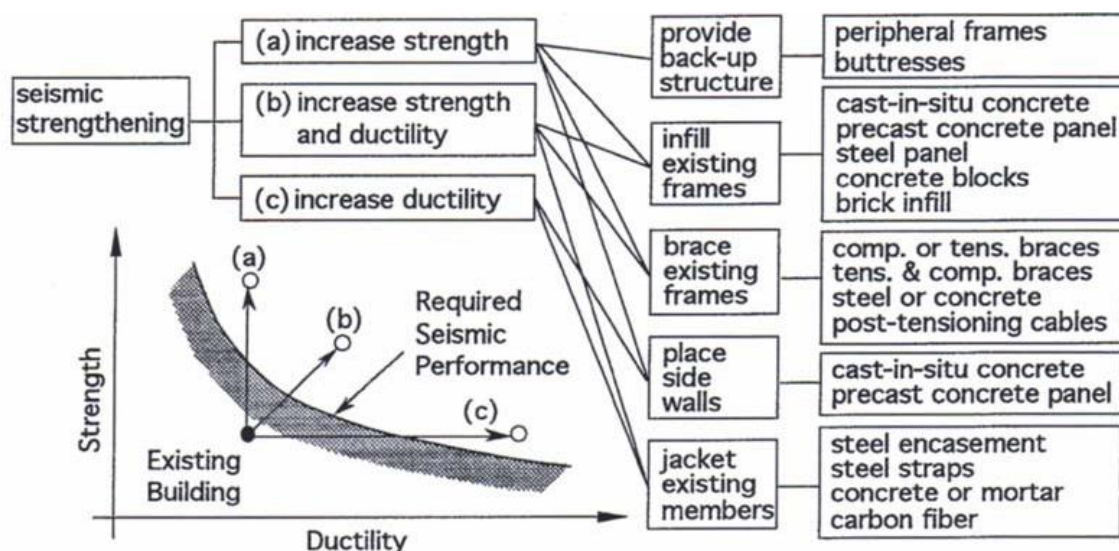 seismic
strengthening
(a) increase strength
(b) increase strength
and ductility
(c) increase ductility
provide
back-up
structure
peripheral frames
buttresses
infill
existing
frames
cast-in-situ concrete
precast concrete panel
steel panel
concrete blocks
brick infill
brace
existing
frames
comp. or tens. braces
tens. & comp. braces
steel or concrete
post-tensioning cables
place
side
walls
cast-in-situ concrete
precast concrete panel
jacket
existing
members
steel encasement
steel straps
concrete or mortar
carbon fiber
Strength
(a)
(b)
(c)
Required
Seismic
Performance
Existing
Building
Ductility